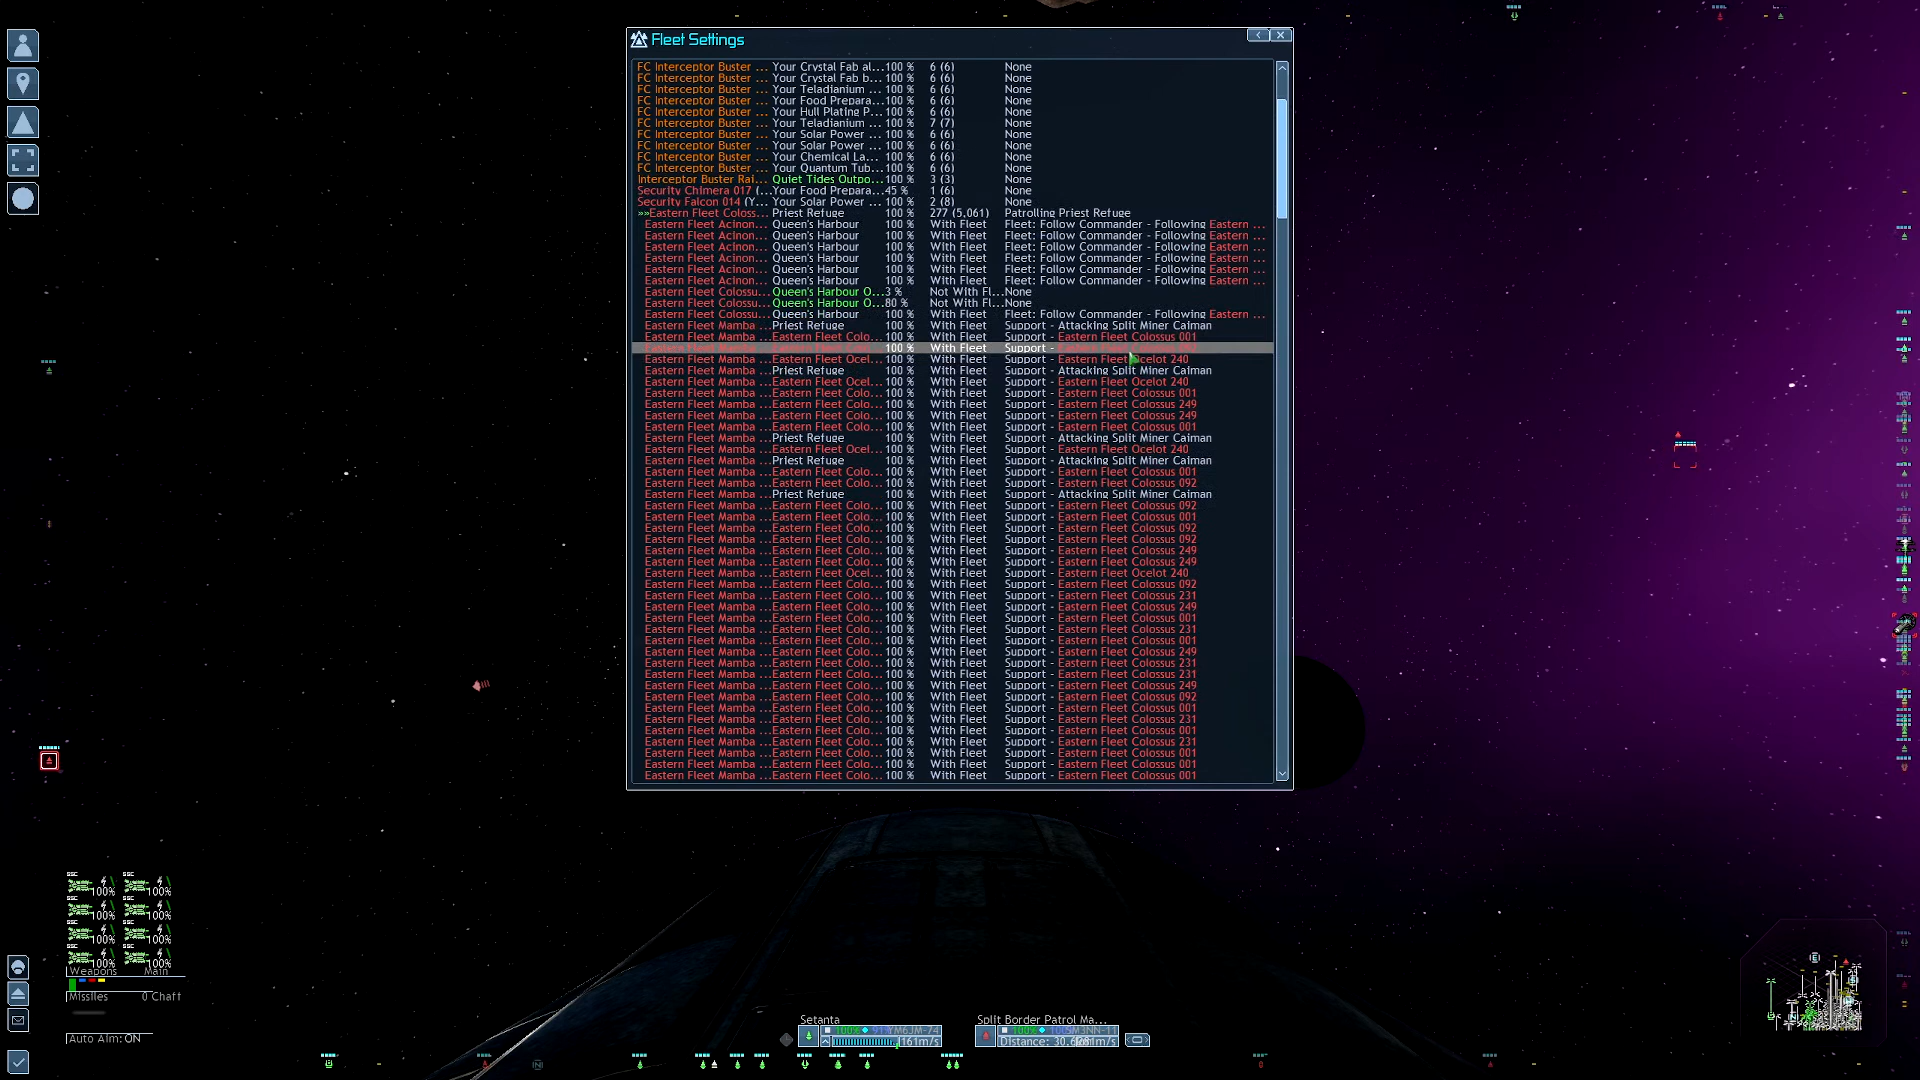 Fleet Settings
FC Interceptor Buster ... Your Crystal Fab al... 100 % 6 (6) None
FC Interceptor Buster ... Your Crystal Fab b... 100 % 6 (6) None
FC Interceptor Buster ... Your Teladianium ... 100 % 6 (6) None
FC Interceptor Buster ... Your Food Prepara... 100 % 6 (6) None
FC Interceptor Buster ... Your Hull Plating P... 100 % 6 (6) None
FC Interceptor Buster ... Your Teladianium ... 100 % 7 (7) None
FC Interceptor Buster ... Your Solar Power ... 100 % 6 (6) None
FC Interceptor Buster ... Your Solar Power ... 100 % 6 (6) None
FC Interceptor Buster ... Your Chemical La... 100 % 6 (6) None
FC Interceptor Buster ... Your Quantum Tub... 100 % 6 (6) None
Interceptor Buster Rai... Quiet Tides Outpo... 100 % 3 (3) None
Security Chimera 017 (... Your Food Prepara... 45 % 1 (6) None
Security Falcon 014 (Y... Your Solar Power ... 100 % 2 (8) None
»Eastern Fleet Coloss... Priest Refuge 100 % 277 (5,061) Patrolling Priest Refuge
Eastern Fleet Acinon... Queen's Harbour 100 % With Fleet Fleet: Follow Commander - Following Eastern ...
Eastern Fleet Acinon... Queen's Harbour 100 % With Fleet Fleet: Follow Commander - Following Eastern ...
Eastern Fleet Acinon... Queen's Harbour 100 % With Fleet Fleet: Follow Commander - Following Eastern ...
Eastern Fleet Acinon... Queen's Harbour 100 % With Fleet Fleet: Follow Commander - Following Eastern ...
Eastern Fleet Acinon... Queen's Harbour 100 % With Fleet Fleet: Follow Commander - Following Eastern ...
Eastern Fleet Acinon... Queen's Harbour 100 % With Fleet Fleet: Follow Commander - Following Eastern ...
Eastern Fleet Colossu... Queen's Harbour O... 3 % Not With Fl... None
Eastern Fleet Colossu... Queen's Harbour O... 80 % Not With Fl... None
Eastern Fleet Colossu... Queen's Harbour 100 % With Fleet Fleet: Follow Commander - Following Eastern ...
Eastern Fleet Mamba ... Priest Refuge 100 % With Fleet Support - Attacking Split Miner Caiman
Eastern Fleet Mamba ... Eastern Fleet Colo... 100 % With Fleet Support - Eastern Fleet Colossus 001
100 % With Fleet Support -
Eastern Fleet Mamba ... Eastern Fleet Ocel... 100 % With Fleet Support - Eastern Fleet Ocelot 240
Eastern Fleet Mamba ... Priest Refuge 100 % With Fleet Support - Attacking Split Miner Caiman
Eastern Fleet Mamba ... Eastern Fleet Ocel... 100 % With Fleet Support - Eastern Fleet Ocelot 240
Eastern Fleet Mamba ... Eastern Fleet Colo... 100 % With Fleet Support - Eastern Fleet Colossus 001
Eastern Fleet Mamba ... Eastern Fleet Colo... 100 % With Fleet Support - Eastern Fleet Colossus 249
Eastern Fleet Mamba ... Eastern Fleet Colo... 100 % With Fleet Support - Eastern Fleet Colossus 249
Eastern Fleet Mamba ... Eastern Fleet Colo... 100 % With Fleet Support - Eastern Fleet Colossus 001
Eastern Fleet Mamba ... Priest Refuge 100 % With Fleet Support - Attacking Split Miner Caiman
Eastern Fleet Mamba ... Eastern Fleet Ocel... 100 % With Fleet Support - Eastern Fleet Ocelot 240
Eastern Fleet Mamba ... Priest Refuge 100 % With Fleet Support - Attacking Split Miner Caiman
Eastern Fleet Mamba ... Eastern Fleet Colo... 100 % With Fleet Support - Eastern Fleet Colossus 001
Eastern Fleet Mamba ... Eastern Fleet Colo... 100 % With Fleet Support - Eastern Fleet Colossus 092
Eastern Fleet Mamba ... Priest Refuge 100 % With Fleet Support - Attacking Split Miner Caiman
Eastern Fleet Mamba ... Eastern Fleet Colo... 100 % With Fleet Support - Eastern Fleet Colossus 092
Eastern Fleet Mamba ... Eastern Fleet Colo... 100 % With Fleet Support - Eastern Fleet Colossus 001
Eastern Fleet Mamba ... Eastern Fleet Colo... 100 % With Fleet Support - Eastern Fleet Colossus 092
Eastern Fleet Mamba ... Eastern Fleet Colo... 100 % With Fleet Support - Eastern Fleet Colossus 092
Eastern Fleet Mamba ... Eastern Fleet Colo... 100 % With Fleet Support - Eastern Fleet Colossus 249
Eastern Fleet Mamba ... Eastern Fleet Colo... 100 % With Fleet Support - Eastern Fleet Colossus 249
Eastern Fleet Mamba ... Eastern Fleet Ocel... 100 % With Fleet Support - Eastern Fleet Ocelot 240
Eastern Fleet Mamba ... Eastern Fleet Colo... 100 % With Fleet Support - Eastern Fleet Colossus 092
Eastern Fleet Mamba ... Eastern Fleet Colo... 100 % With Fleet Support - Eastern Fleet Colossus 231
Eastern Fleet Mamba ... Eastern Fleet Colo... 100 % With Fleet Support - Eastern Fleet Colossus 249
Eastern Fleet Mamba ... Eastern Fleet Colo... 100 % With Fleet Support - Eastern Fleet Colossus 001
Eastern Fleet Mamba ... Eastern Fleet Colo... 100 % With Fleet Support - Eastern Fleet Colossus 231
Eastern Fleet Mamba ... Eastern Fleet Colo... 100 % With Fleet Support - Eastern Fleet Colossus 001
Eastern Fleet Mamba ... Eastern Fleet Colo... 100 % With Fleet Support - Eastern Fleet Colossus 249
Eastern Fleet Mamba ... Eastern Fleet Colo... 100 % With Fleet Support - Eastern Fleet Colossus 231
Eastern Fleet Mamba ... Eastern Fleet Colo... 100 % With Fleet Support - Eastern Fleet Colossus 231
Eastern Fleet Mamba ... Eastern Fleet Colo... 100 % With Fleet Support - Eastern Fleet Colossus 249
Eastern Fleet Mamba ... Eastern Fleet Colo... 100 % With Fleet Support - Eastern Fleet Colossus 092
Eastern Fleet Mamba ... Eastern Fleet Colo... 100 % With Fleet Support - Eastern Fleet Colossus 001
Eastern Fleet Mamba ... Eastern Fleet Colo... 100 % With Fleet Support - Eastern Fleet Colossus 231
Eastern Fleet Mamba ... Eastern Fleet Colo... 100 % With Fleet Support - Eastern Fleet Colossus 001
Eastern Fleet Mamba ... Eastern Fleet Colo... 100 % With Fleet Support - Eastern Fleet Colossus 231
Eastern Fleet Mamba ... Eastern Fleet Colo... 100 % With Fleet Support - Eastern Fleet Colossus 001
Eastern Fleet Mamba ... Eastern Fleet Colo... 100 % With Fleet Support - Eastern Fleet Colossus 001
Eastern Fleet Mamba ... Eastern Fleet Colo... 100 % With Fleet Support - Eastern Fleet Colossus 001
SSC SSC
100% 100%
SSC SSC
100% 100%
SSC SSC
100% 100%
SSC SSC
100% 100%
Weapons Main
Missiles 0 Chaft
Auto Aim: ON
Setanta
100% YM6JM-74
161m/s
Split Border Patrol Ma...
100% SM3NN-11
Distance:
E